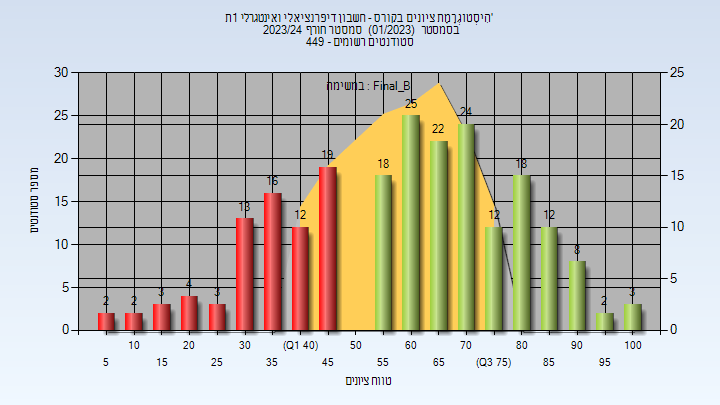 היסטוגרמת ציונים בקורס - חשבון דיפרנציאלי ואינטגרלי 1ת'
בסמסטר (01/2023) סמסטר חורף 2023/24
סטודנטים רשומים - 449
במשימה : Final_B
מספר סטודנטים
30 25 20 15 10 5 0
25 20 15 10 5 0
2 2 3 4 3 13 16 12 19 18 25 22 24 12 18 12 8 2 3
10 20 30 (Q1 40) 50 60 70 80 90 100
5 15 25 35 45 55 65 (Q3 75) 85 95
טווח ציונים